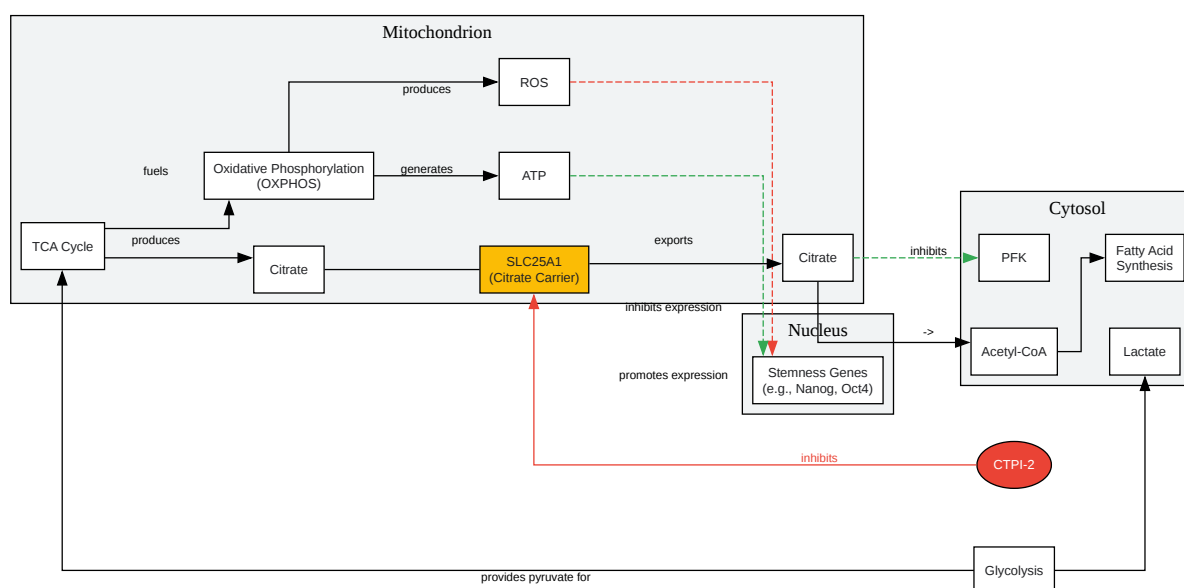 Mitochondrion
ROS
produces
fuels
Oxidative Phosphorylation
(OXPHOS)
generates
ATP
Cytosol
TCA Cycle
produces
Citrate
SLC25A1
(Citrate Carrier)
exports
Citrate
inhibits
PFK
Fatty Acid
Synthesis
inhibits expression
Nucleus
->
Acetyl-CoA
Lactate
promotes expression
Stemness Genes
(e.g., Nanog, Oct4)
inhibits
CTPI-2
provides pyruvate for
Glycolysis